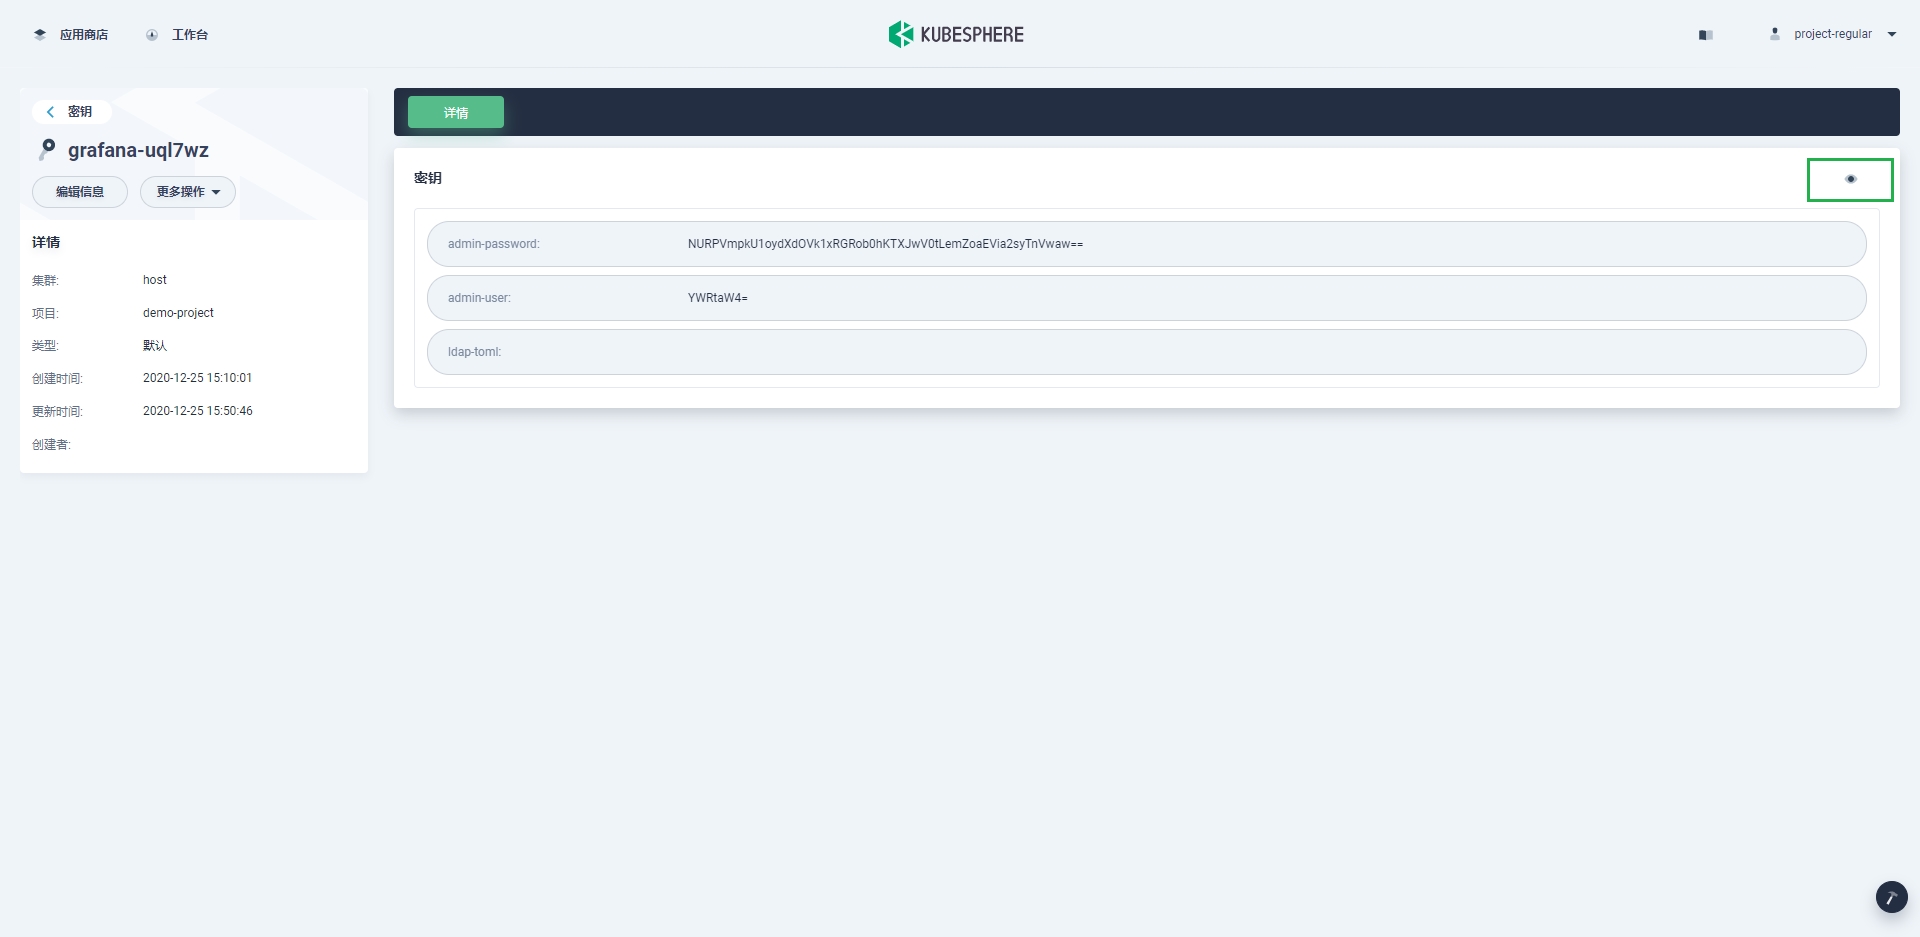 应用商店
工作台
KUBESPHERE
project-regular
密钥
grafana-uql7wz
编辑信息
更多操作
详情
集群: host
项目: demo-project
类型: 默认
创建时间: 2020-12-25 15:10:01
更新时间: 2020-12-25 15:50:46
创建者:
详情
密钥
admin-password: NURPVmpkU1oydXdOVk1xRGRob0hKTXJwV0tLemZoaEVia2syTnVwaw==
admin-user: YWRtaW4=
ldap-toml: